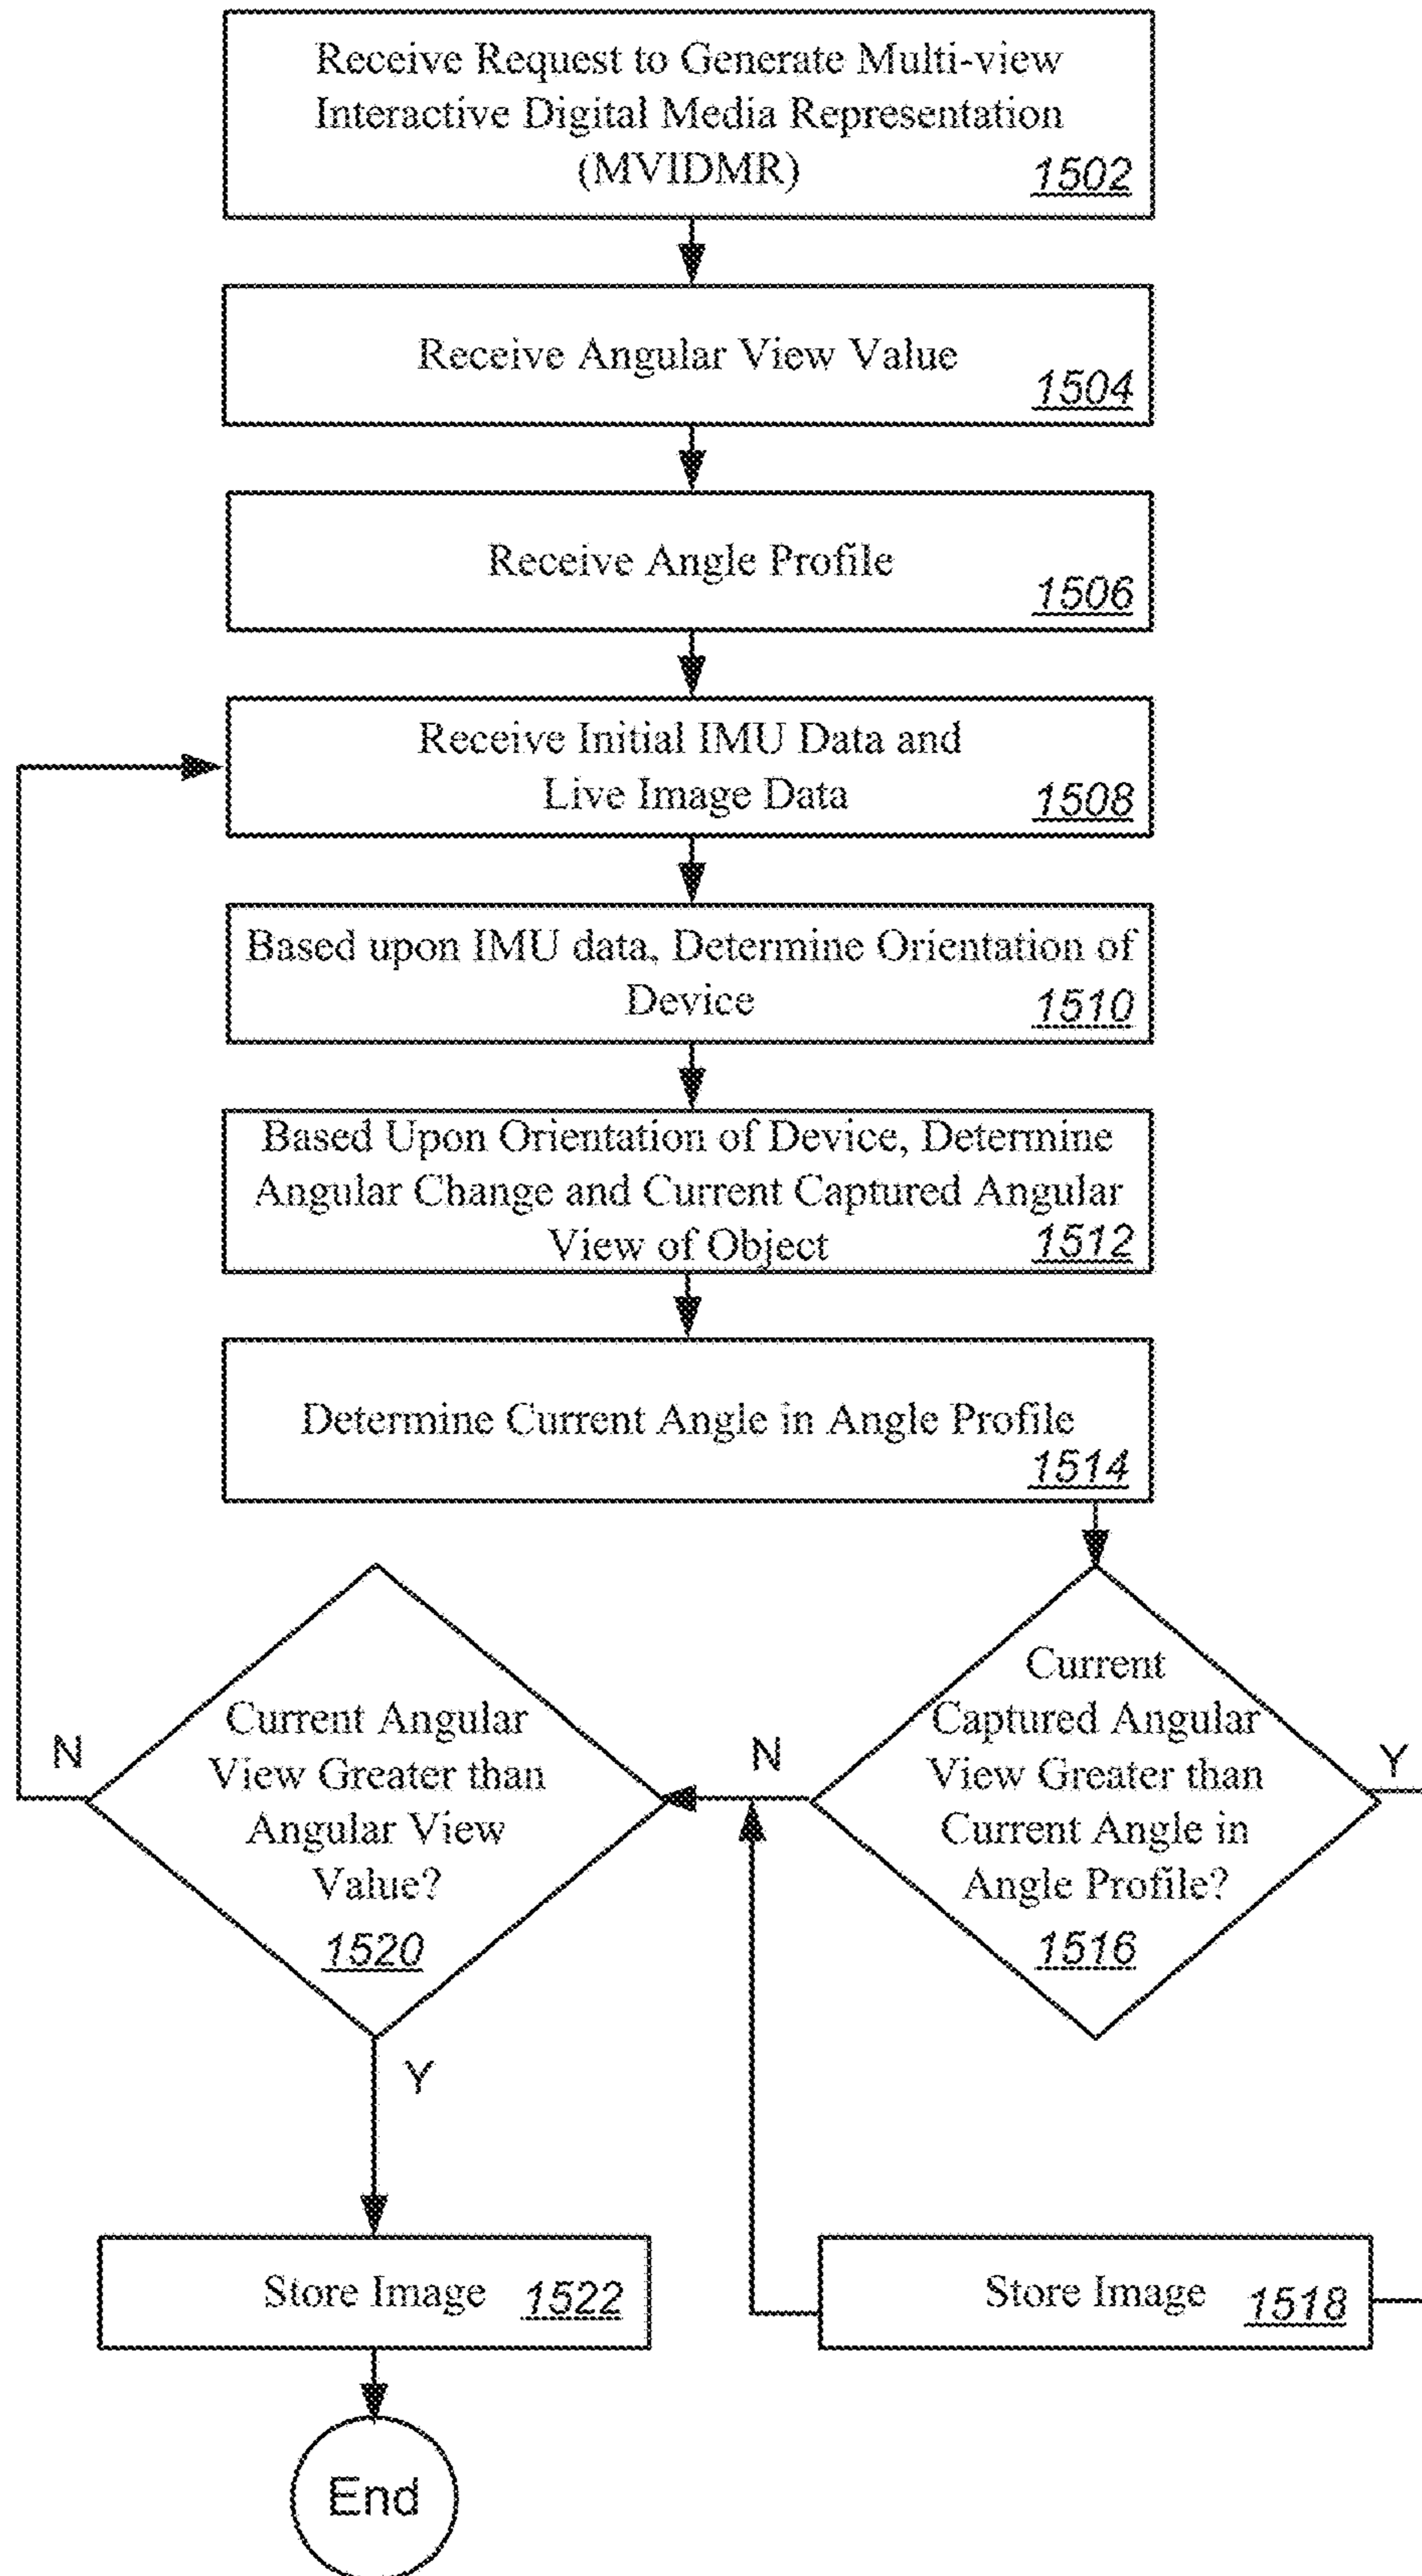 Receive Request to Generate Multi-view
Interactive Digital Media Representation
(MVIDMR)
1502
Receive Angular View Value
1504
Receive Angle Profile
1506
Receive Initial IMU Data and
Live Image Data
1508
Based upon IMU data, Determine Orientation of
Device
1510
Based Upon Orientation of Device, Determine
Angular Change and Current Captured Angular
View of Object
1512
Determine Current Angle in Angle Profile
1514
Current
Captured Angular
View Greater than
Current Angle in
Angle Profile?
1516
Y
N
Current Angular
View Greater than
Angular View
Value?
1520
N
Y
Store Image
1522
Store Image
1518
End